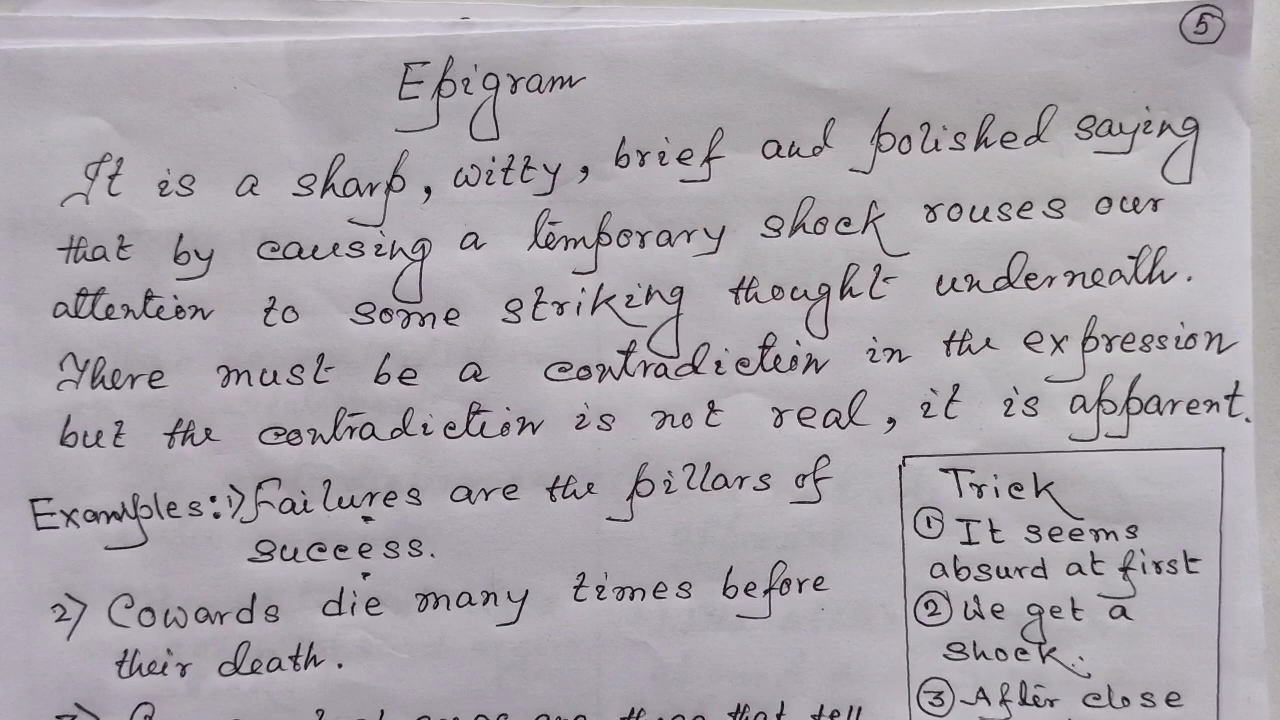 5
Epigram
It is a sharp, witty, brief and polished saying
that by causing a temporary shock rouses our
attention to some striking thought underneath.
There must be a contradiction in the expression
but the contradiction is not real, it is apparent.
Examples: 1) Failures are the pillars of
success.
2) Cowards die many times before
their death.
that tell
Trick
① It seems
absurd at first
② We get a
shock.
③ After close